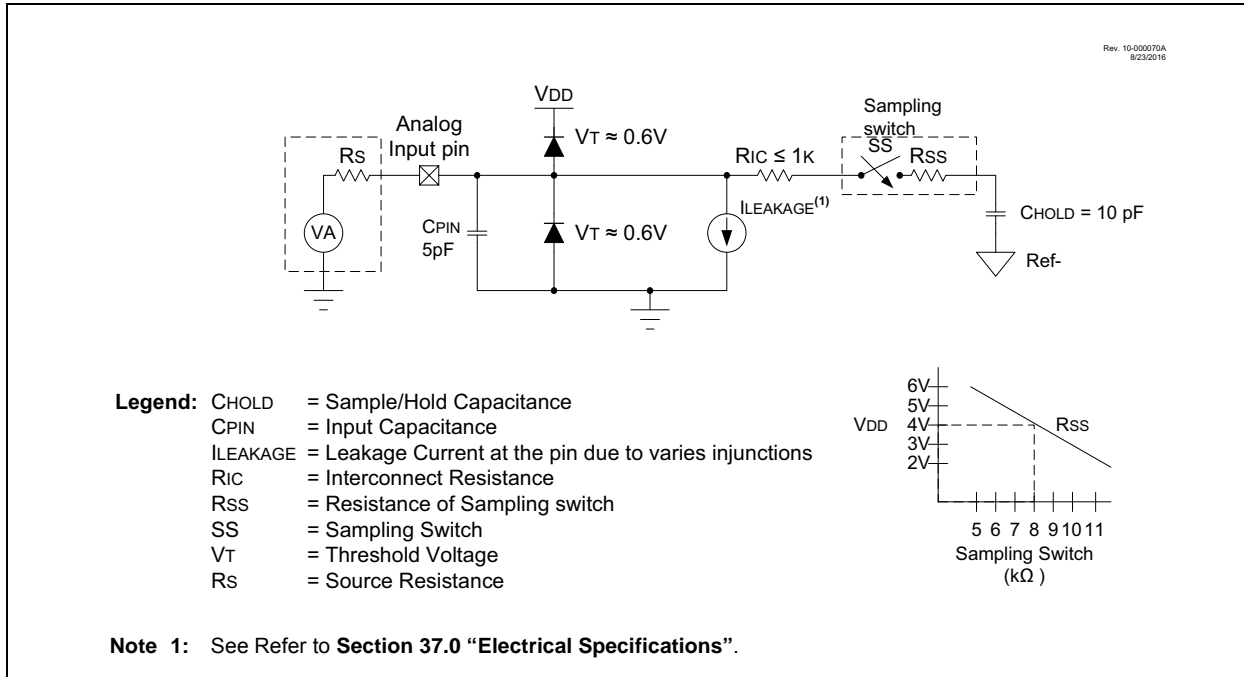 Rev. 10-000070A
8/23/2016
VDD
Sampling
switch
Analog
Input pin
VT ≈ 0.6V
RS
RIC ≤ 1K
SS
RSS
ILEAKAGE(1)
VA
CPIN
5pF
VT ≈ 0.6V
CHOLD = 10 pF
Ref-
Legend: CHOLD = Sample/Hold Capacitance
CPIN = Input Capacitance
ILEAKAGE = Leakage Current at the pin due to varies injunctions
RIC = Interconnect Resistance
RSS = Resistance of Sampling switch
SS = Sampling Switch
VT = Threshold Voltage
RS = Source Resistance
6V
5V
VDD 4V RSS
3V
2V
5 6 7 8 9 10 11
Sampling Switch
(kΩ )
Note 1: See Refer to Section 37.0 “Electrical Specifications”.